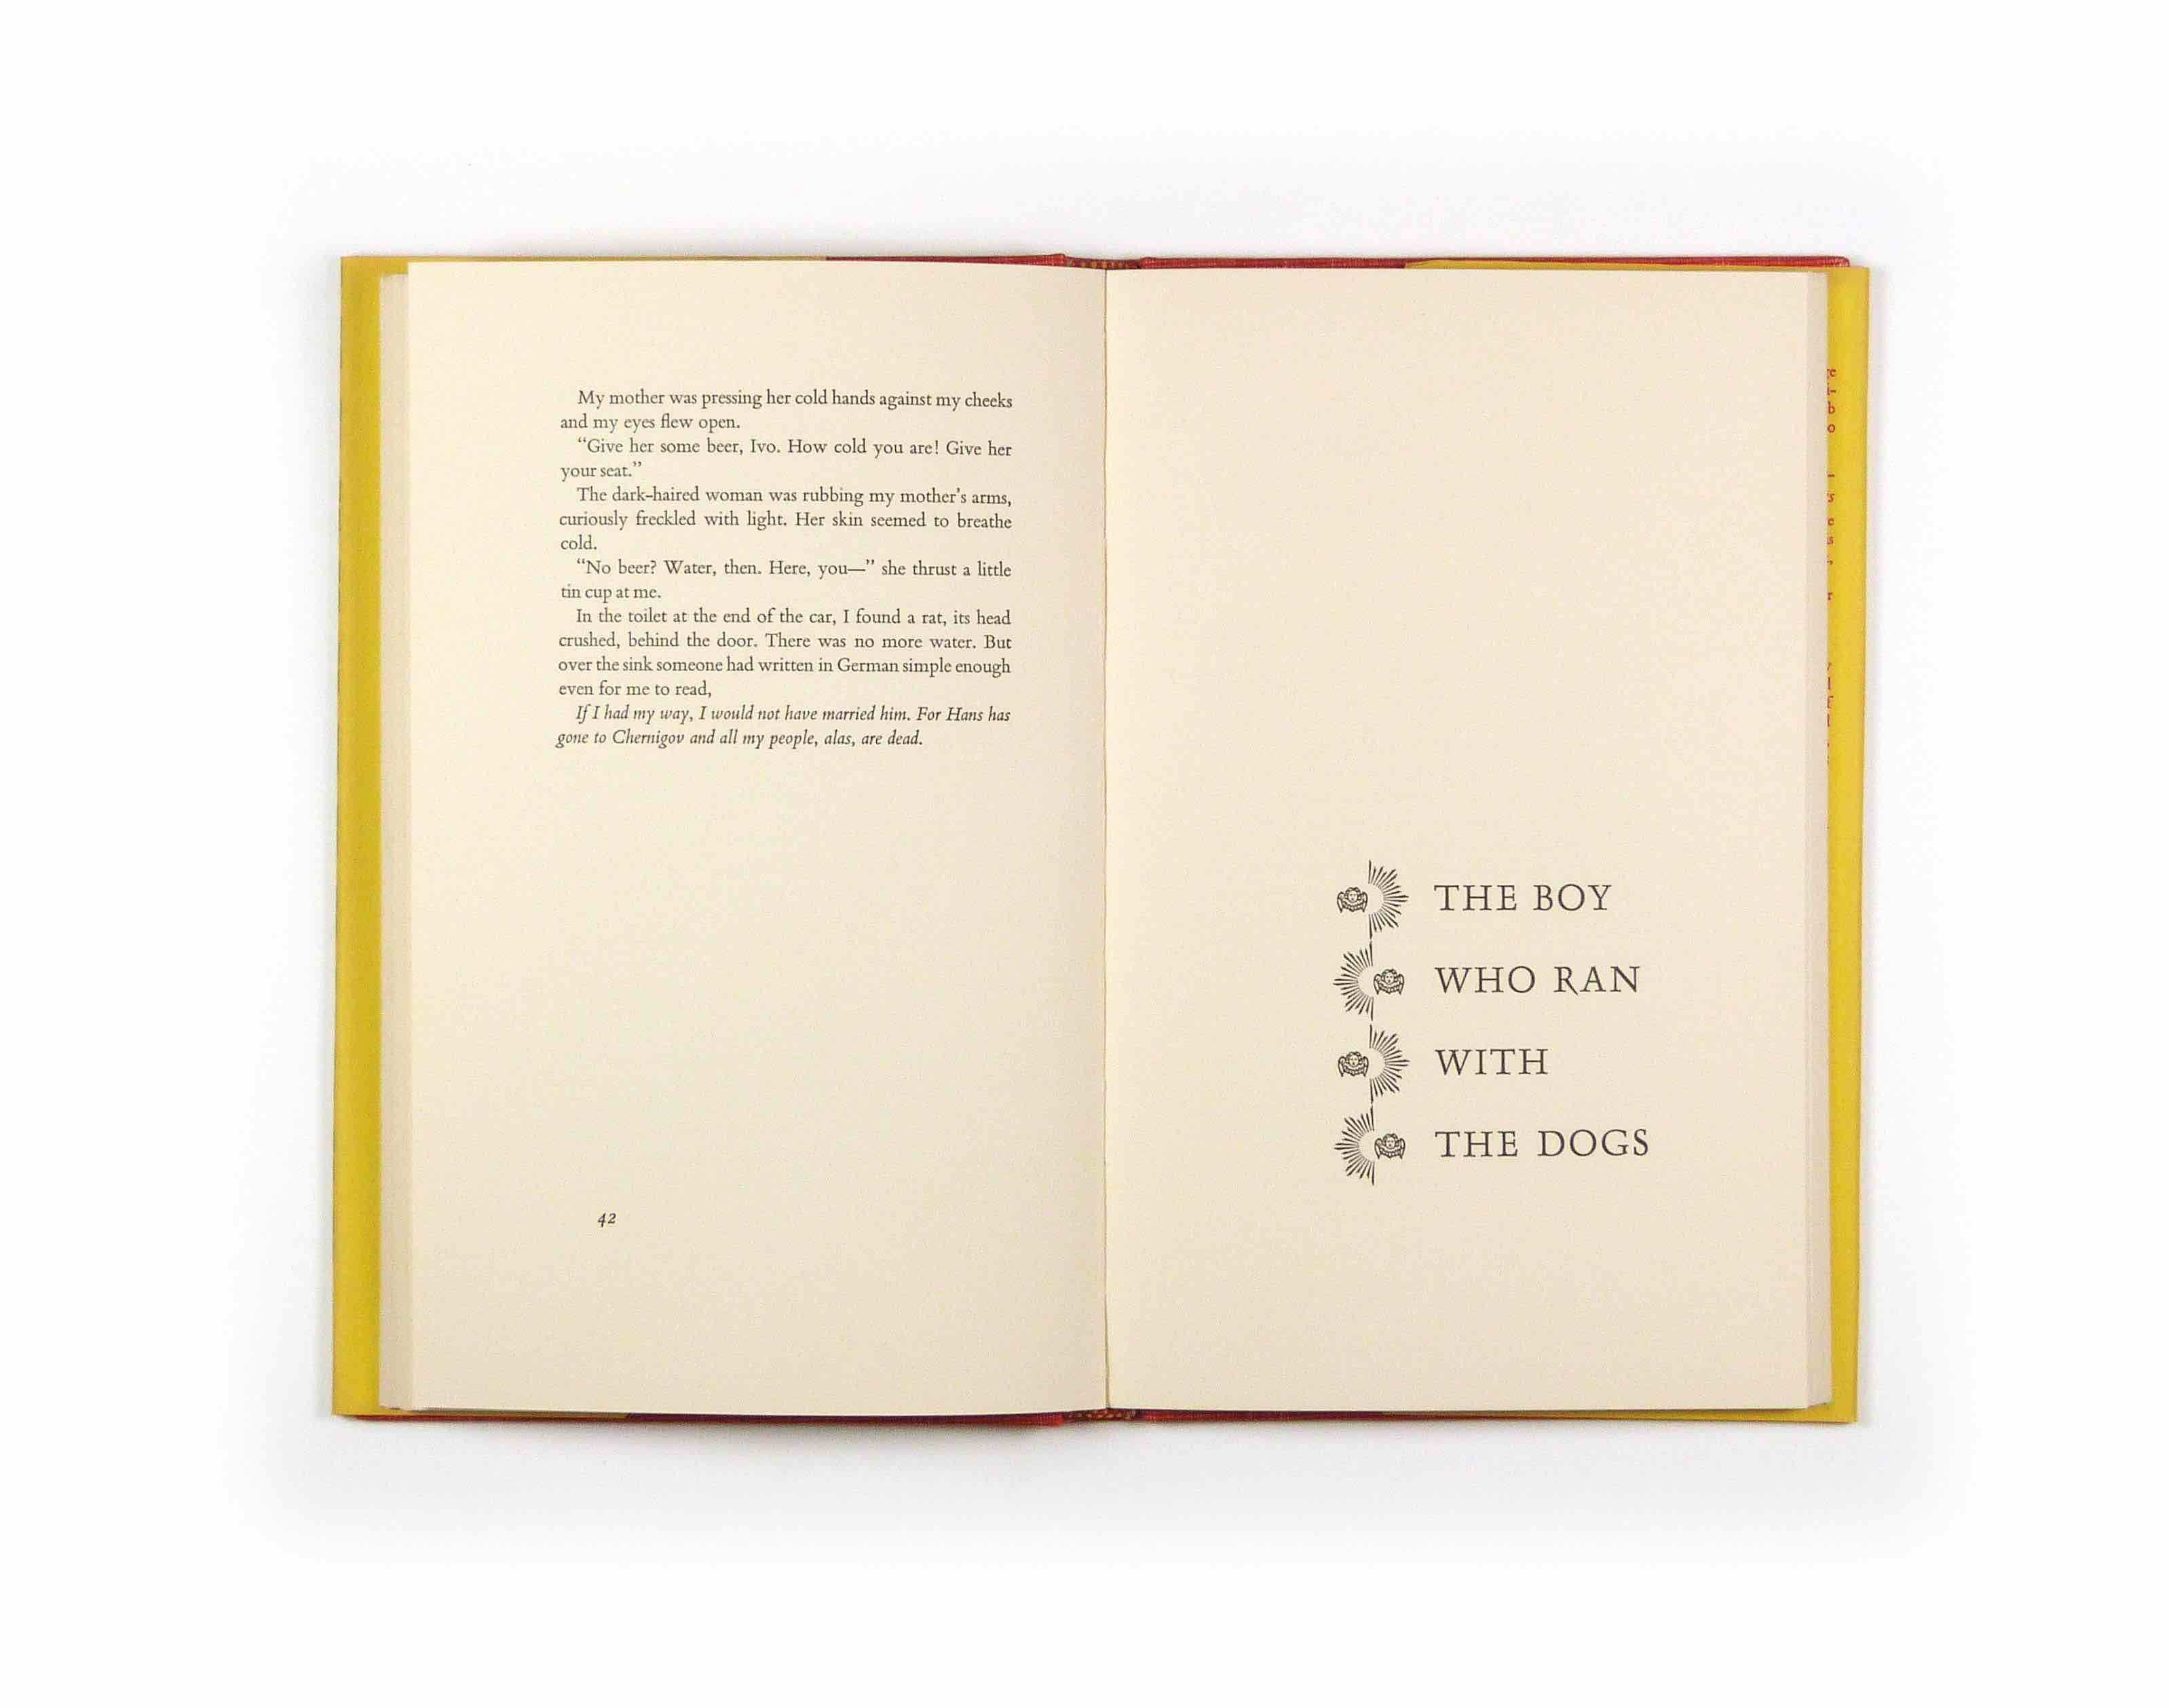 My mother was pressing her cold hands against my cheeks
and my eyes flew open.
“Give her some beer, Ivo. How cold you are! Give her
your seat.”
The dark-haired woman was rubbing my mother’s arms,
curiously freckled with light. Her skin seemed to breathe
cold.
“No beer? Water, then. Here, you—” she thrust a little
tin cup at me.
In the toilet at the end of the car, I found a rat, its head
crushed, behind the door. There was no more water. But
over the sink someone had written in German simple enough
even for me to read,
If I had my way, I would not have married him. For Hans has
gone to Chernigov and all my people, alas, are dead.
42
THE BOY
WHO RAN
WITH
THE DOGS